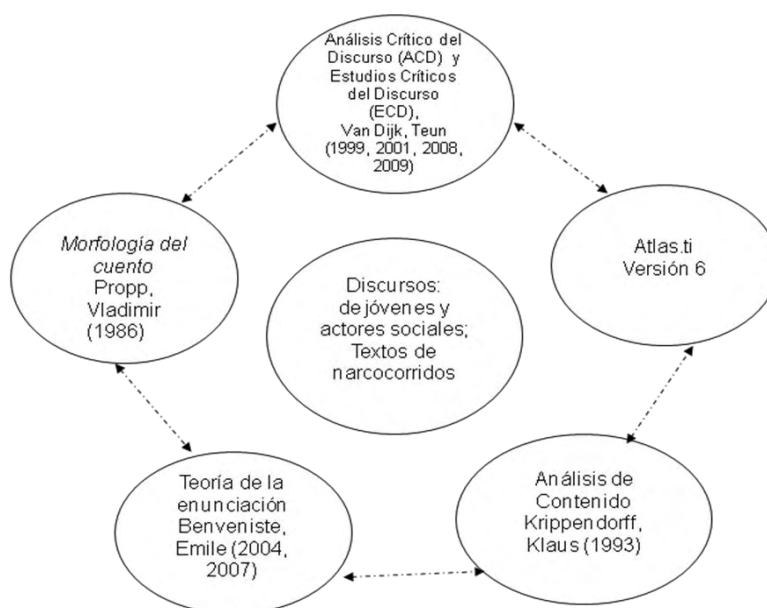 Análisis Crítico del
Discurso (ACD) y
Estudios Críticos
del Discurso
(ECD),
Van Dijk, Teun
(1999, 2001, 2008,
2009)
Morfología del
cuento
Propp,
Vladimir
(1986)
Atlas.ti
Versión 6
Discursos:
de jóvenes y
actores sociales;
Textos de
narcocorridos
Teoría de la
enunciación
Benveniste,
Emile (2004,
2007)
Análisis de
Contenido
Krippendorff,
Klaus (1993)